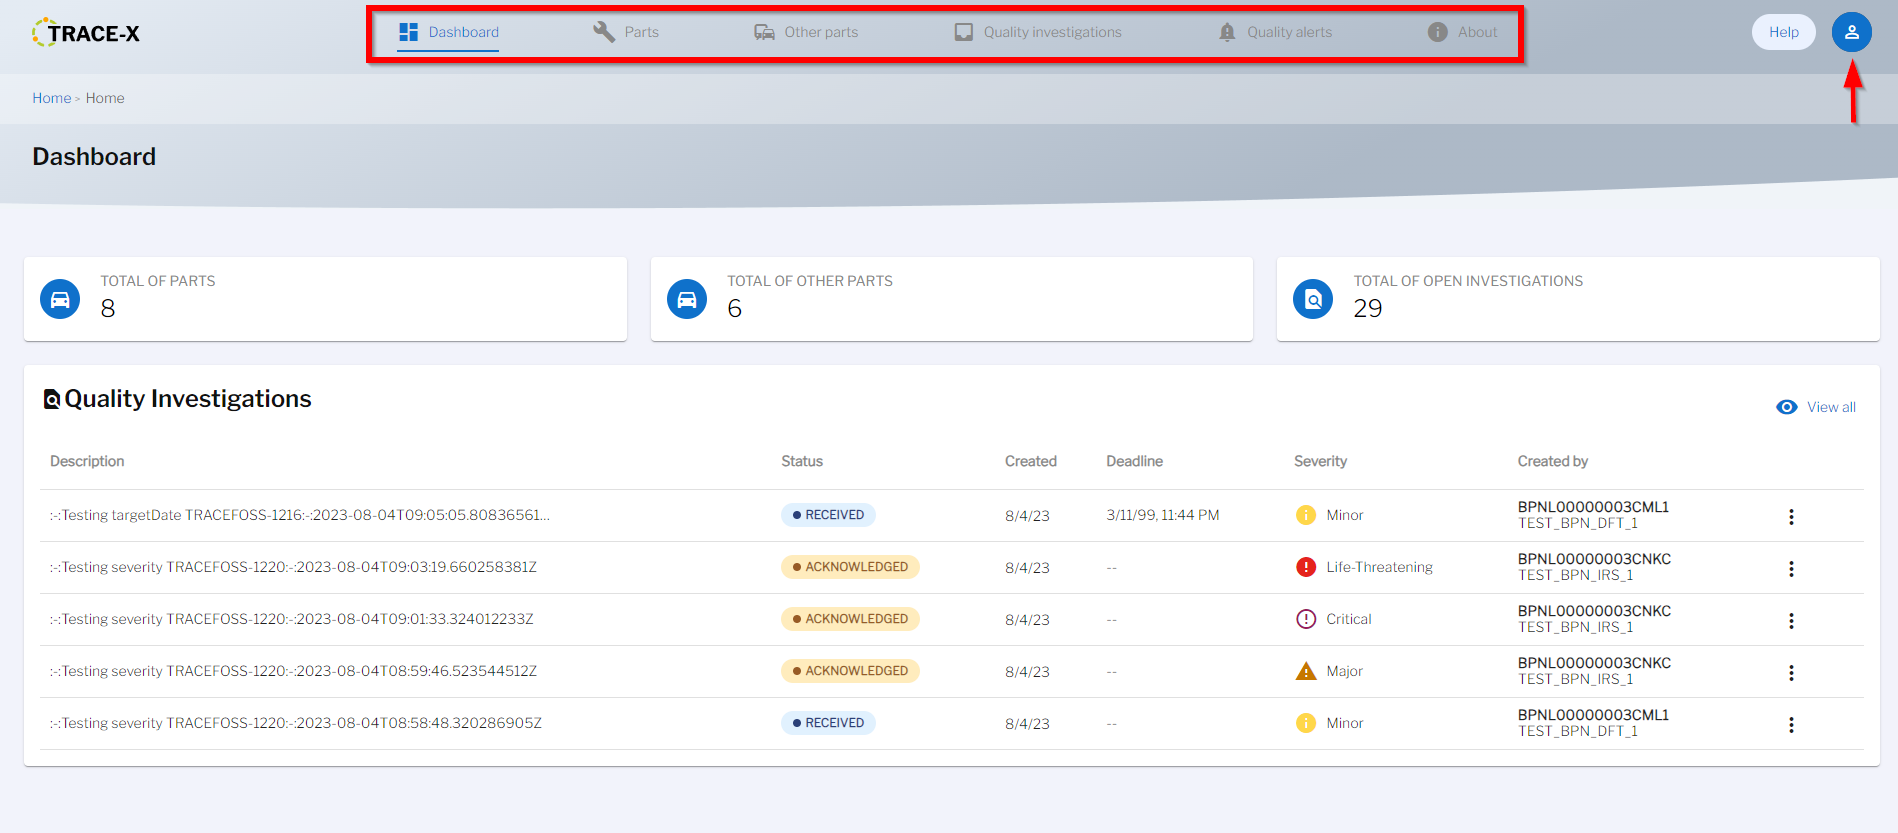 TRACE-X
Dashboard Parts Other parts Quality investigations Quality alerts About Help
Home > Home
Dashboard
TOTAL OF PARTS
8
TOTAL OF OTHER PARTS
6
TOTAL OF OPEN INVESTIGATIONS
29
Quality Investigations
View all
Description Status Created Deadline Severity Created by
:-:Testing targetDate TRACEFOSS-1216:-:2023-08-04T09:05:05.80836561... RECEIVED 8/4/23 3/11/99, 11:44 PM Minor BPNL00000003CML1
TEST_BPN_DFT_1
:-:Testing severity TRACEFOSS-1220:-:2023-08-04T09:03:19.660258381Z ACKNOWLEDGED 8/4/23 -- Life-Threatening BPNL00000003CNKC
TEST_BPN_IRS_1
:-:Testing severity TRACEFOSS-1220:-:2023-08-04T09:01:33.324012233Z ACKNOWLEDGED 8/4/23 -- Critical BPNL00000003CNKC
TEST_BPN_IRS_1
:-:Testing severity TRACEFOSS-1220:-:2023-08-04T08:59:46.523544512Z ACKNOWLEDGED 8/4/23 -- Major BPNL00000003CNKC
TEST_BPN_IRS_1
:-:Testing severity TRACEFOSS-1220:-:2023-08-04T08:58:48.320286905Z RECEIVED 8/4/23 -- Minor BPNL00000003CML1
TEST_BPN_DFT_1